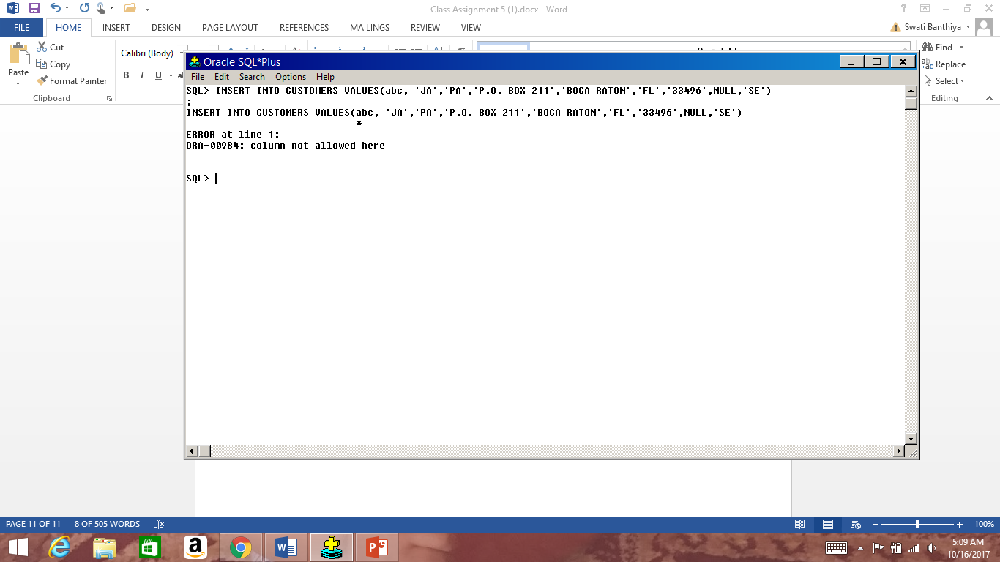 Class Assignment 5 (1).docx - Word
FILE HOME INSERT DESIGN PAGE LAYOUT REFERENCES MAILINGS REVIEW VIEW Swati Banthiya
Paste
Cut
Copy
Format Painter
Clipboard
Calibri (Body)
B I U
Find
Replace
Select
Editing
Oracle SQL*Plus
File Edit Search Options Help
SQL> INSERT INTO CUSTOMERS VALUES(abc, 'JA','PA','P.O. BOX 211','BOCA RATON','FL','33496',NULL,'SE')
;
INSERT INTO CUSTOMERS VALUES(abc, 'JA','PA','P.O. BOX 211','BOCA RATON','FL','33496',NULL,'SE')
*
ERROR at line 1:
ORA-00984: column not allowed here
SQL>
PAGE 11 OF 11 8 OF 505 WORDS 100%
5:09 AM
10/16/2017